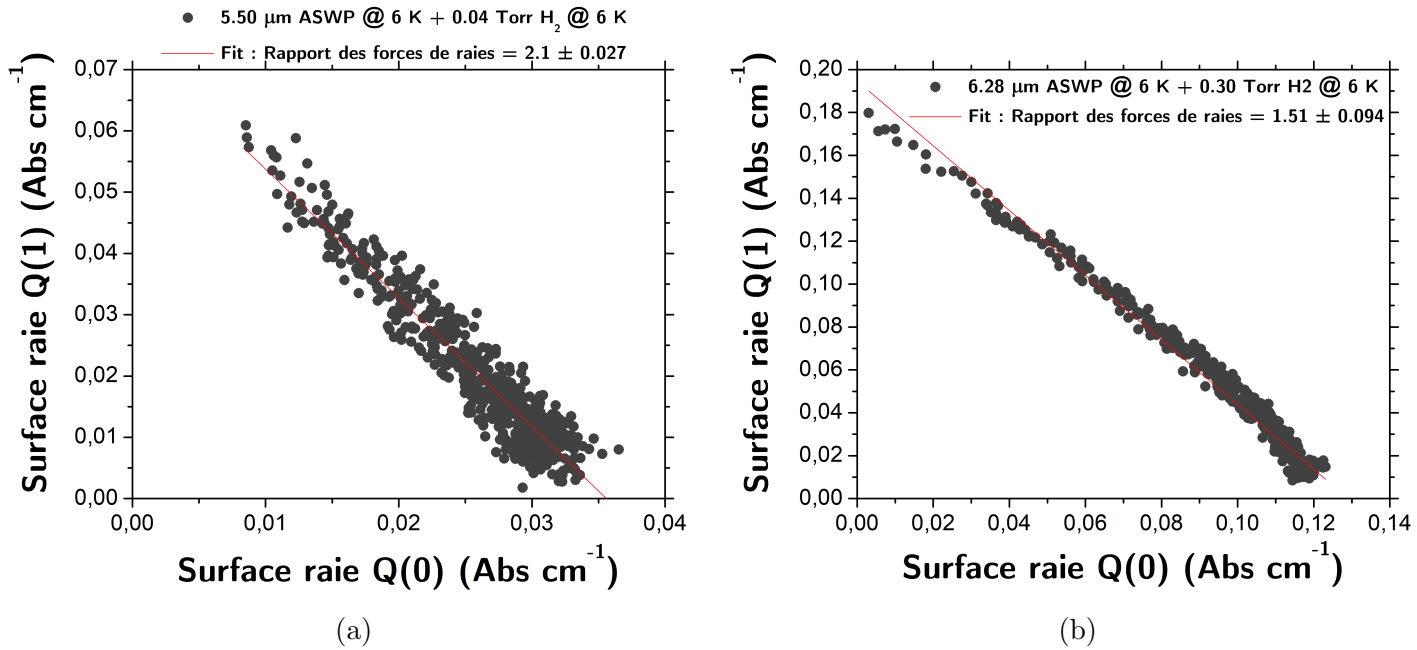 5.50 µm ASWP @ 6 K + 0.04 Torr H2 @ 6 K
Fit : Rapport des forces de raies = 2.1 ± 0.027
Surface raie Q(1) (Abs cm-1)
0,07
0,06
0,05
0,04
0,03
0,02
0,01
0,00
0,00 0,01 0,02 0,03 0,04
Surface raie Q(0) (Abs cm-1)
(a)
6.28 µm ASWP @ 6 K + 0.30 Torr H2 @ 6 K
Fit : Rapport des forces de raies = 1.51 ± 0.094
Surface raie Q(1) (Abs cm-1)
0,20
0,18
0,16
0,14
0,12
0,10
0,08
0,06
0,04
0,02
0,00
0,00 0,02 0,04 0,06 0,08 0,10 0,12 0,14
Surface raie Q(0) (Abs cm-1)
(b)